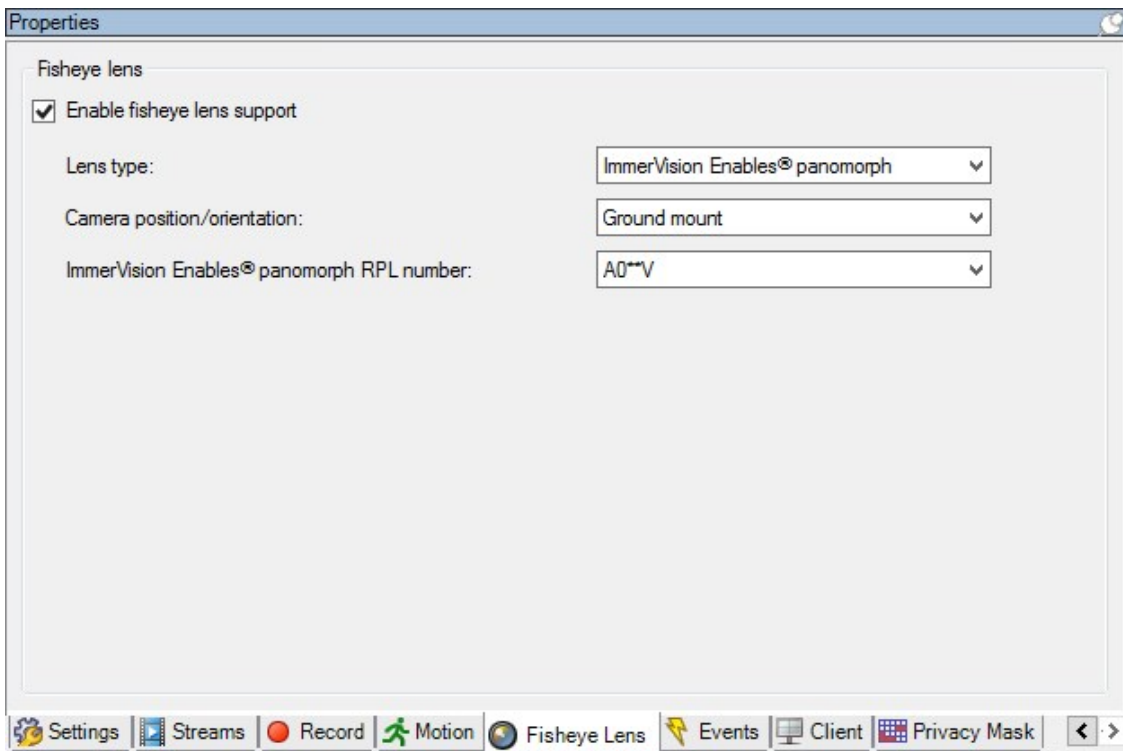 Properties
Fisheye lens
Enable fisheye lens support
Lens type: ImmerVision Enables® panomorph
Camera position/orientation: Ground mount
ImmerVision Enables® panomorph RPL number: A0**V
Settings Streams Record Motion Fisheye Lens Events Client Privacy Mask